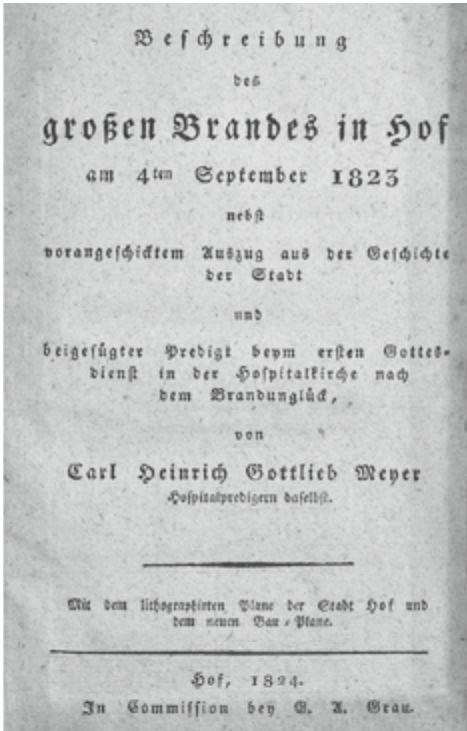 Beschreibung
des
großen Brandes in Hof
am 4ten September 1823
nebst
vorangeschicktem Auszug aus der Geschichte
der Stadt
und
beigefügter Predigt beym ersten Gottes-
dienst in der Hospitalkirche nach
dem Brandunglück,
von
Carl Heinrich Gottlieb Meyer
Hospitalpredigern daselbst.
Mit dem lithographirten Plane der Stadt Hof und
dem neuen Bau-Plane.
Hof, 1824.
In Commission bey G. A. Grau.